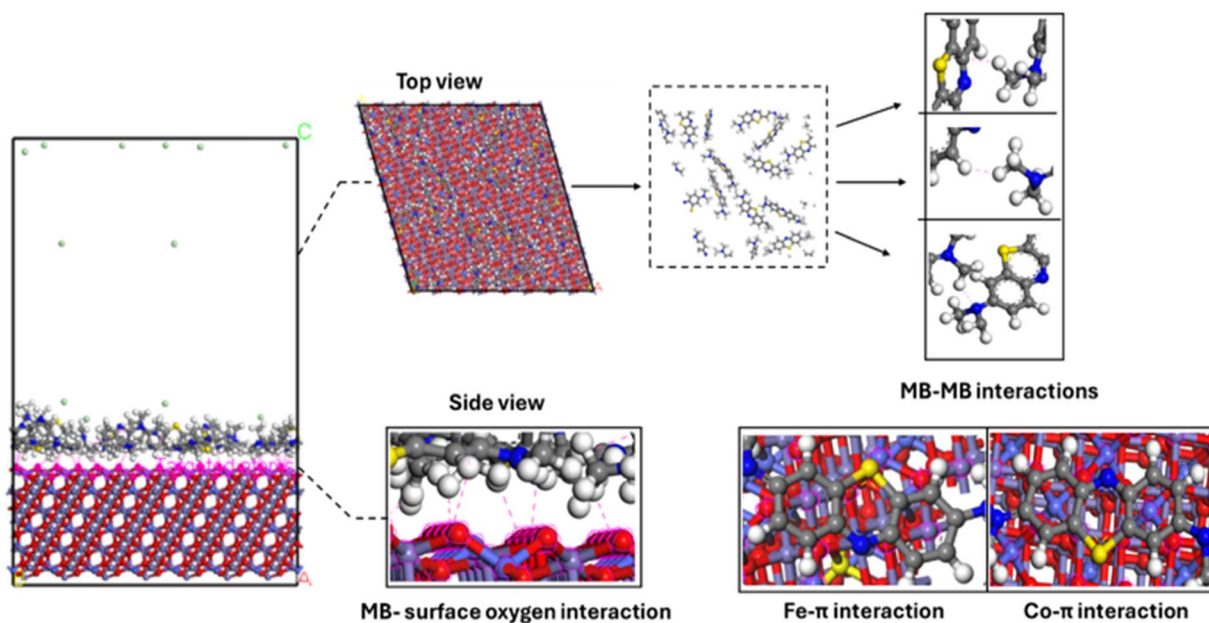 Top view
C
A
A
B
Side view
MB-MB interactions
MB- surface oxygen interaction
Fe-π interaction
Co-π interaction